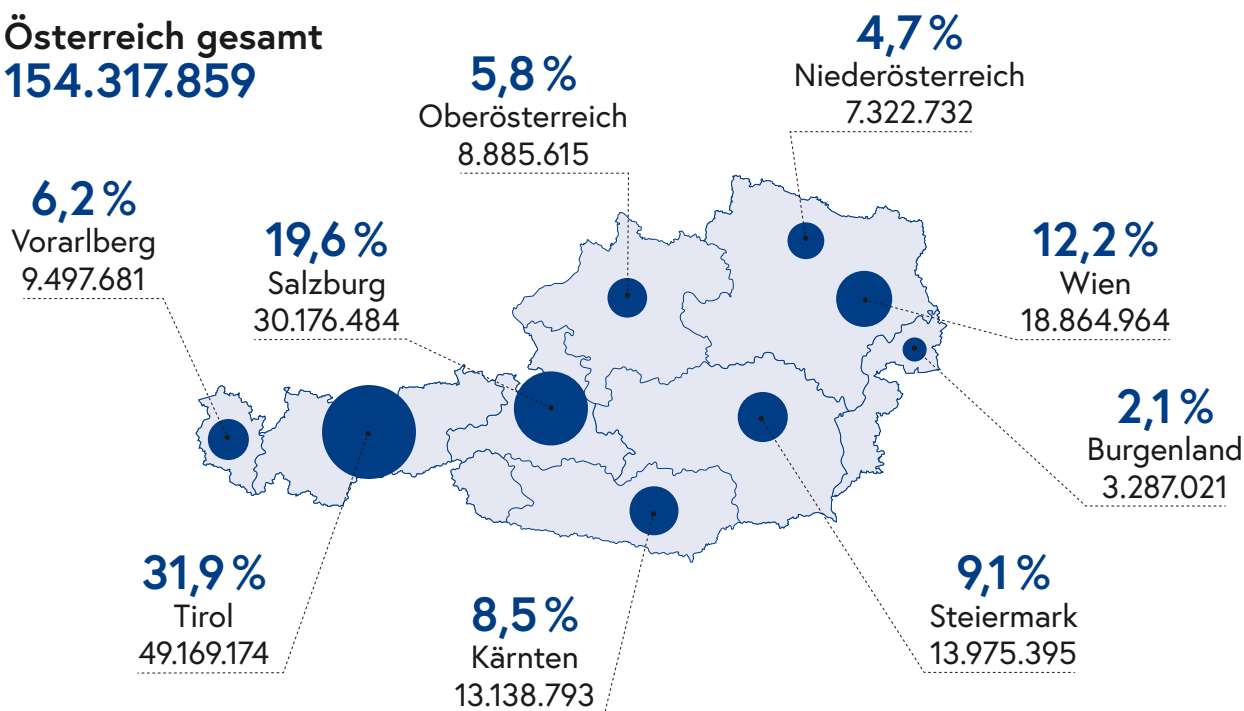 Österreich gesamt
154.317.859
4,7 %
Niederösterreich
7.322.732
5,8 %
Oberösterreich
8.885.615
6,2 %
Vorarlberg
9.497.681
19,6 %
Salzburg
30.176.484
12,2 %
Wien
18.864.964
2,1 %
Burgenland
3.287.021
31,9 %
Tirol
49.169.174
8,5 %
Kärnten
13.138.793
9,1 %
Steiermark
13.975.395